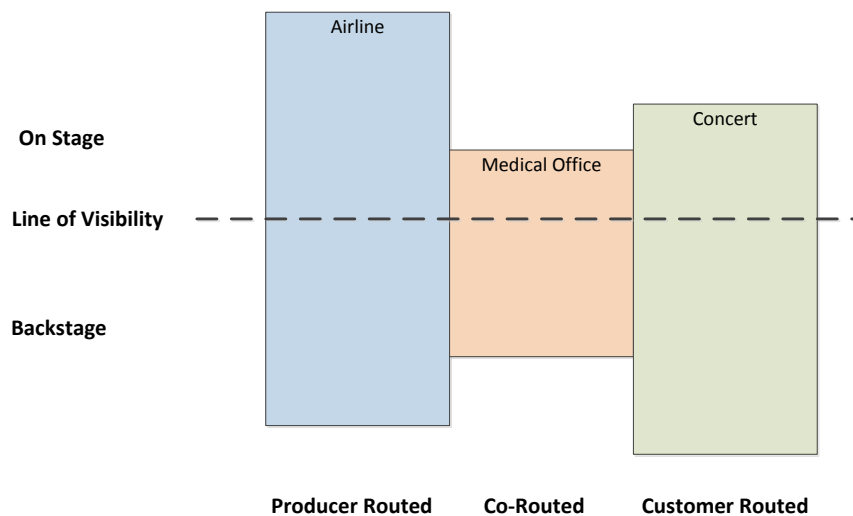 Airline
Concert
On Stage
Medical Office
Line of Visibility
Backstage
Producer Routed
Co-Routed
Customer Routed